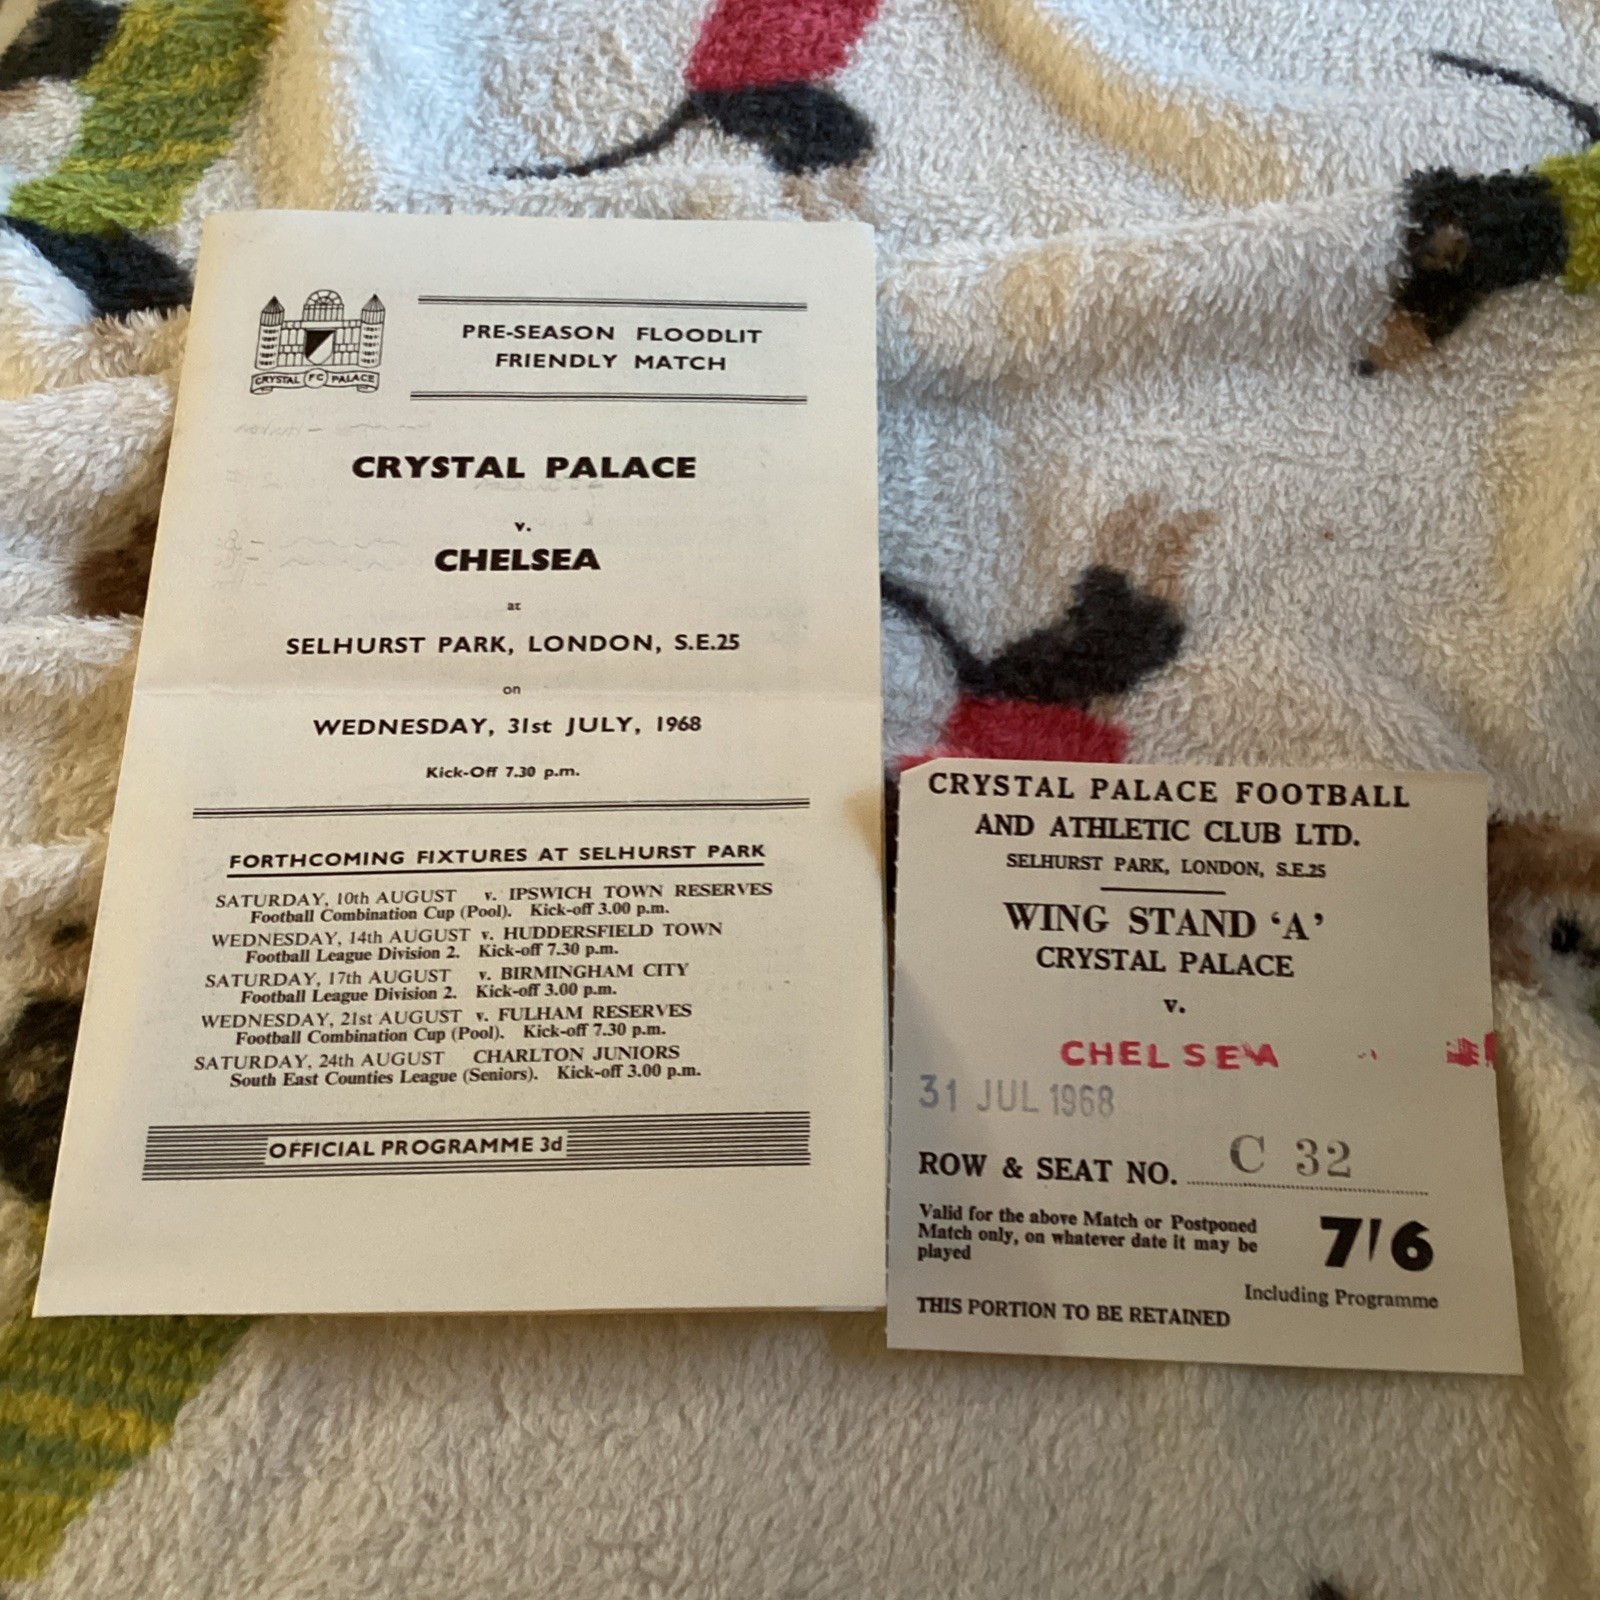 CRYSTAL FC PALACE
PRE-SEASON FLOODLIT
FRIENDLY MATCH
CRYSTAL PALACE
v.
CHELSEA
at
SELHURST PARK, LONDON, S.E.25
on
WEDNESDAY, 31st JULY, 1968
Kick-Off 7.30 p.m.
FORTHCOMING FIXTURES AT SELHURST PARK
SATURDAY, 10th AUGUST v. IPSWICH TOWN RESERVES
Football Combination Cup (Pool). Kick-off 3.00 p.m.
WEDNESDAY, 14th AUGUST v. HUDDERSFIELD TOWN
Football League Division 2. Kick-off 7.30 p.m.
SATURDAY, 17th AUGUST v. BIRMINGHAM CITY
Football League Division 2. Kick-off 3.00 p.m.
WEDNESDAY, 21st AUGUST v. FULHAM RESERVES
Football Combination Cup (Pool). Kick-off 7.30 p.m.
SATURDAY, 24th AUGUST CHARLTON JUNIORS
South East Counties League (Seniors). Kick-off 3.00 p.m.
OFFICIAL PROGRAMME 3d
CRYSTAL PALACE FOOTBALL
AND ATHLETIC CLUB LTD.
SELHURST PARK, LONDON, S.E.25
WING STAND ‘A’
CRYSTAL PALACE
v.
CHELSEA
31 JUL 1968
ROW & SEAT NO. C 32
Valid for the above Match or Postponed
Match only, on whatever date it may be
played
7/6
Including Programme
THIS PORTION TO BE RETAINED